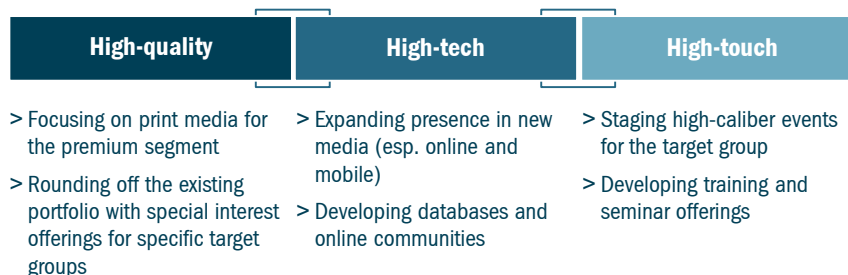 High-quality
High-tech
High-touch
> Focusing on print media for
the premium segment
> Rounding off the existing
portfolio with special interest
offerings for specific target
groups
> Expanding presence in new
media (esp. online and
mobile)
> Developing databases and
online communities
> Staging high-caliber events
for the target group
> Developing training and
seminar offerings